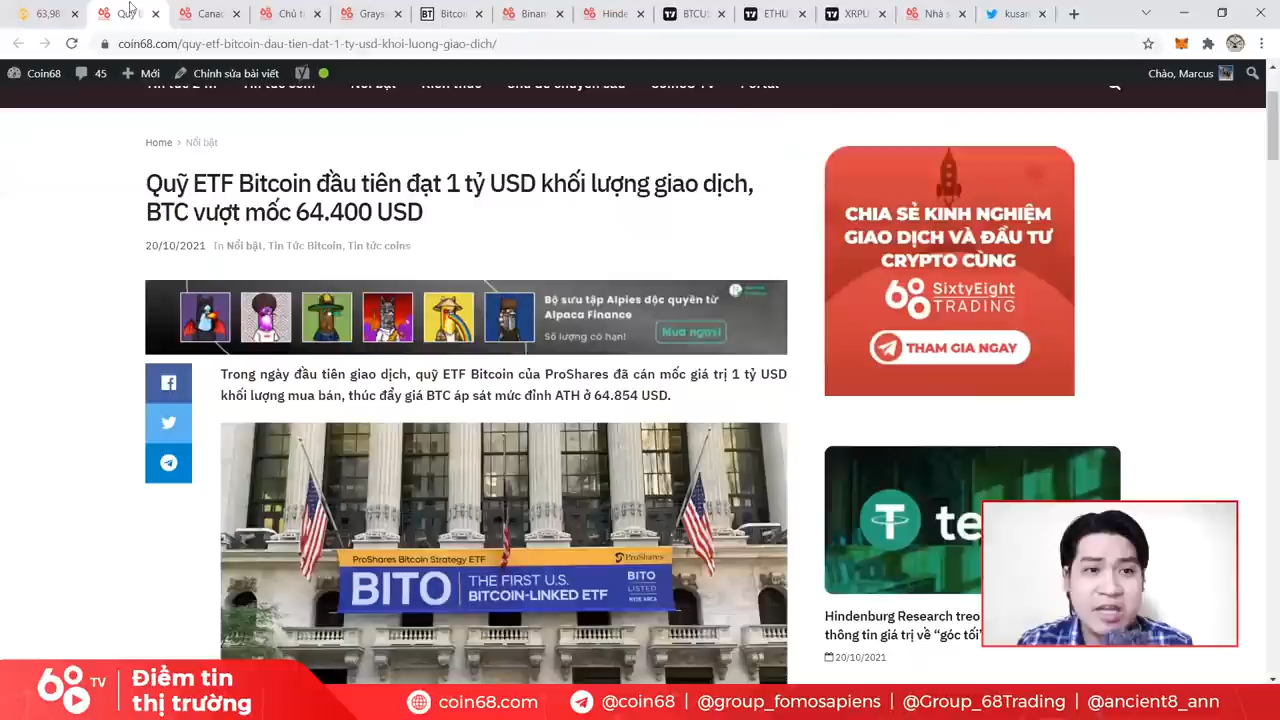 63,98
Quỹ
Canad
Chủ ti
Grays
Bitcoi
Binan
Hinde
BTCUS
ETHU
XRPU
Nhà s
kusan
coin68.com/quy-etf-bitcoin-dau-tien-dat-1-ty-usd-khoi-luong-giao-dich/
Coin68
45
Mới
Chỉnh sửa bài viết
Chào, Marcus
Home > Nổi bật
Quỹ ETF Bitcoin đầu tiên đạt 1 tỷ USD khối lượng giao dịch,
BTC vượt mốc 64.400 USD
20/10/2021 In Nổi bật, Tin Tức Bitcoin, Tin tức coins
Bộ sưu tập Alpies độc quyền từ
Alpaca Finance
Số lượng có hạn!
Mua ngay!
Trong ngày đầu tiên giao dịch, quỹ ETF Bitcoin của ProShares đã cán mốc giá trị 1 tỷ USD
khối lượng mua bán, thúc đẩy giá BTC áp sát mức đỉnh ATH ở 64.854 USD.
ProShares Bitcoin Strategy ETF
ProShares
BITO
THE FIRST U.S.
BITCOIN-LINKED ETF
BITO
LISTED
NYSE ARCA
CHIA SẺ KINH NGHIỆM
GIAO DỊCH VÀ ĐẦU TƯ
CRYPTO CÙNG
68 SixtyEight
TRADING
THAM GIA NGAY
te
Hindenburg Research treo
thông tin giá trị về “góc tối
20/10/2021
68 TV
Điểm tin
thị trường
coin68.com
@coin68 | @group_fomosapiens | @Group_68Trading | @ancient8_ann